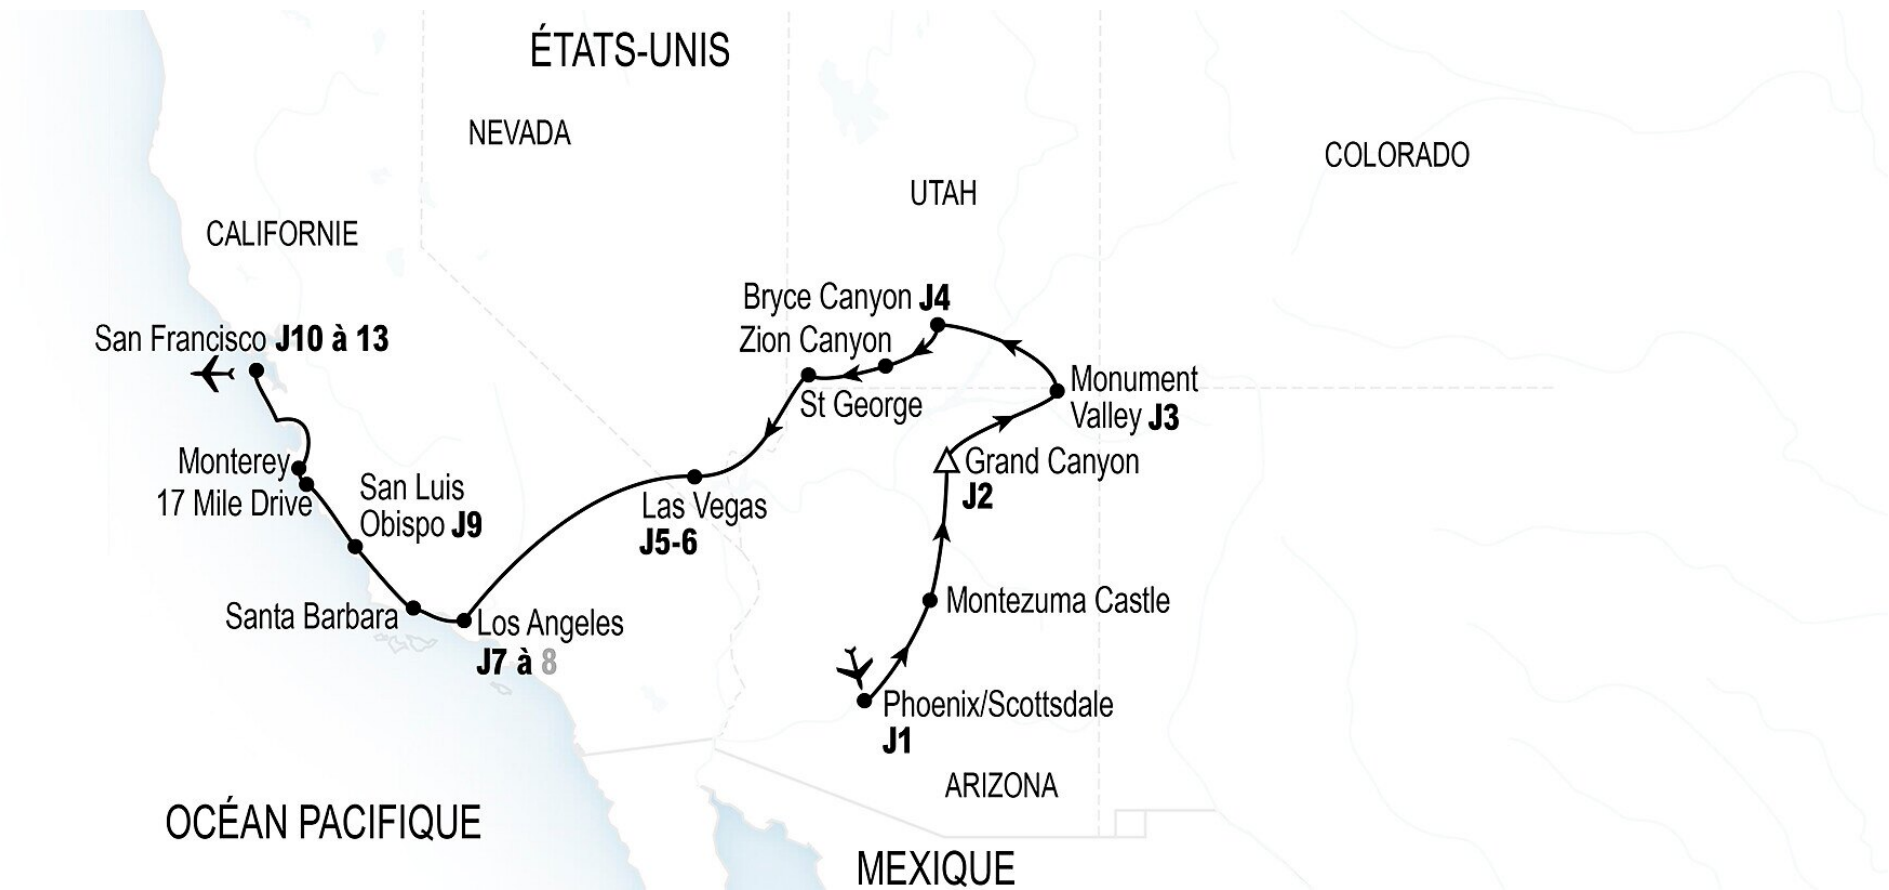 ÉTATS-UNIS
NEVADA
COLORADO
UTAH
CALIFORNIE
Bryce Canyon J4
San Francisco J10 à 13
Zion Canyon
Monument
Valley J3
St George
Monterey
Grand Canyon
J2
17 Mile Drive
San Luis
Obispo J9
Las Vegas
J5-6
Montezuma Castle
Santa Barbara
Los Angeles
J7 à 8
Phoenix/Scottsdale
J1
ARIZONA
OCÉAN PACIFIQUE
MEXIQUE